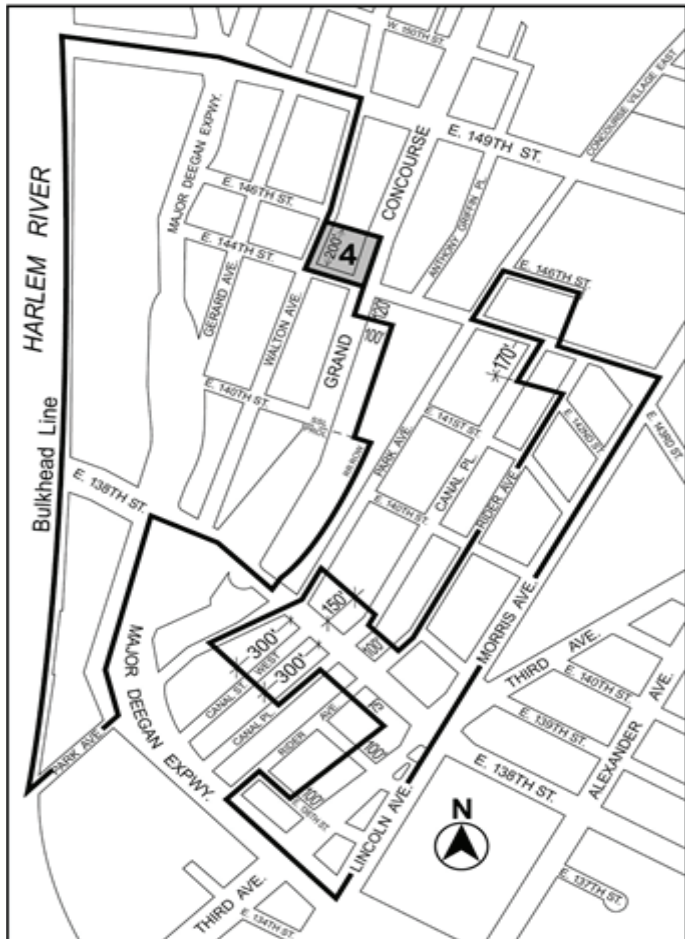 W. 150TH ST.
CONCOURSE VILLAGE EAST
MAJOR DEEGAN EXPWY.
CONCOURSE
E. 149TH ST.
E. 146TH ST.
ANTHONY GRIFFIN PL.
HARLEM RIVER
Bulkhead Line
E. 144TH ST.
200'
4
E. 146TH ST.
GERARD AVE.
WALTON AVE.
GRAND
120'
100'
170'
E. 140TH ST.
E. 141ST ST.
E. 142ND ST.
E. 143RD ST.
PARK AVE.
CANAL PL.
RIDER AVE.
E. 140TH ST.
E. 138TH ST.
MORRIS AVE.
150'
100'
300'
300'
CANAL ST. WEST
CANAL PL.
RIDER AVE
MAJOR DEEGAN EXPWY.
THIRD AVE.
E. 140TH ST.
E. 139TH ST.
ALEXANDER AVE.
E. 138TH ST.
PARK AVE.
100'
100'
E. 136TH ST.
LINCOLN AVE.
N
E. 137TH ST.
THIRD AVE.
E. 134TH ST.